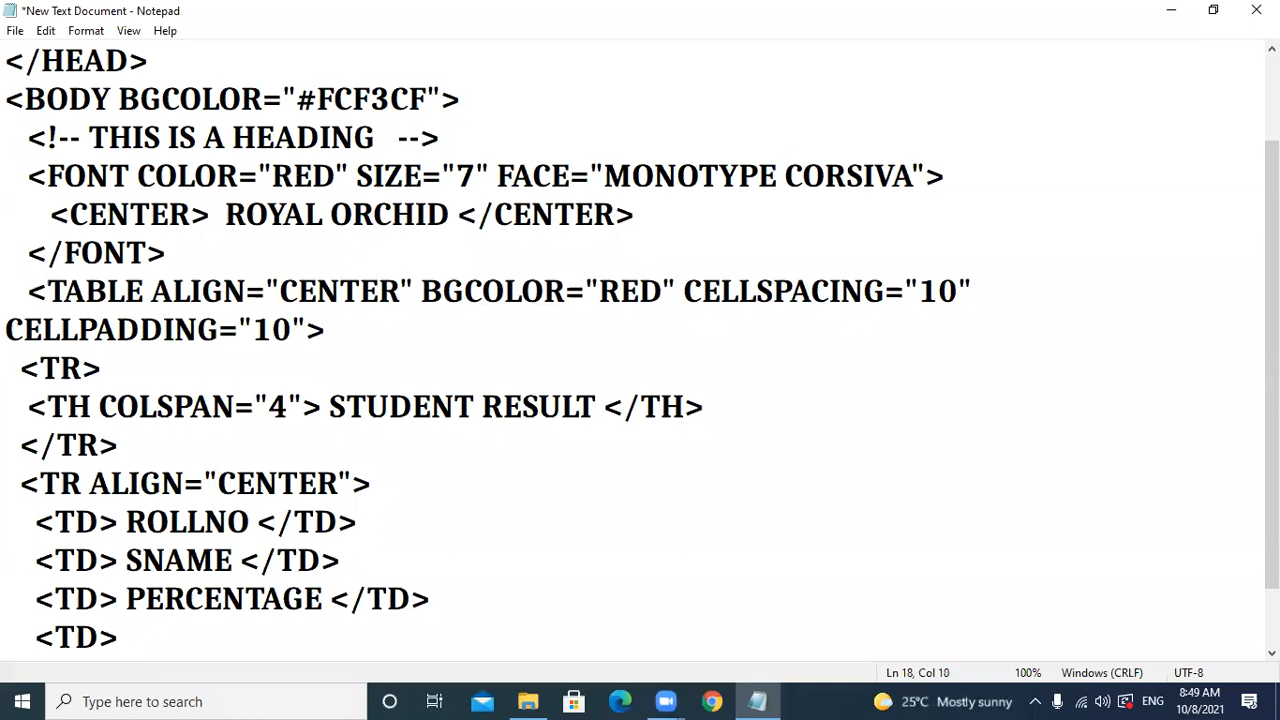 *New Text Document - Notepad
File Edit Format View Help
</HEAD>
<BODY BGCOLOR="#FCF3CF">
<!-- THIS IS A HEADING -->
<FONT COLOR="RED" SIZE="7" FACE="MONOTYPE CORSIVA">
<CENTER> ROYAL ORCHID </CENTER>
</FONT>
<TABLE ALIGN="CENTER" BGCOLOR="RED" CELLSPACING="10"
CELLPADDING="10">
<TR>
<TH COLSPAN="4"> STUDENT RESULT </TH>
</TR>
<TR ALIGN="CENTER">
<TD> ROLLNO </TD>
<TD> SNAME </TD>
<TD> PERCENTAGE </TD>
<TD>
Ln 18, Col 10 100% Windows (CRLF) UTF-8
Type here to search 25°C Mostly sunny ENG 8:49 AM
10/8/2021